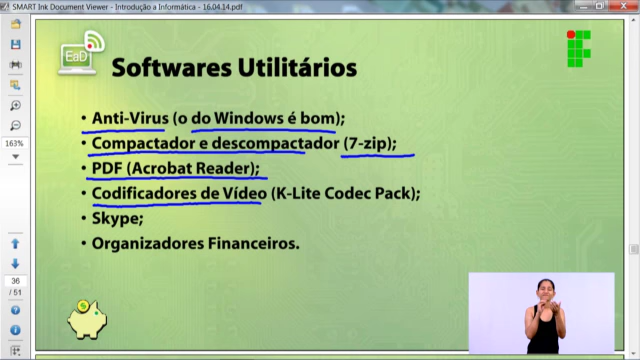 SMART Ink Document Viewer - Introdução a Informática - 16.04.14.pdf
EaD
Softwares Utilitários
• Anti-Virus (o do Windows é bom);
• Compactador e descompactador (7-zip);
• PDF (Acrobat Reader);
• Codificadores de Vídeo (K-Lite Codec Pack);
• Skype;
• Organizadores Financeiros.
163%
36
/ 51